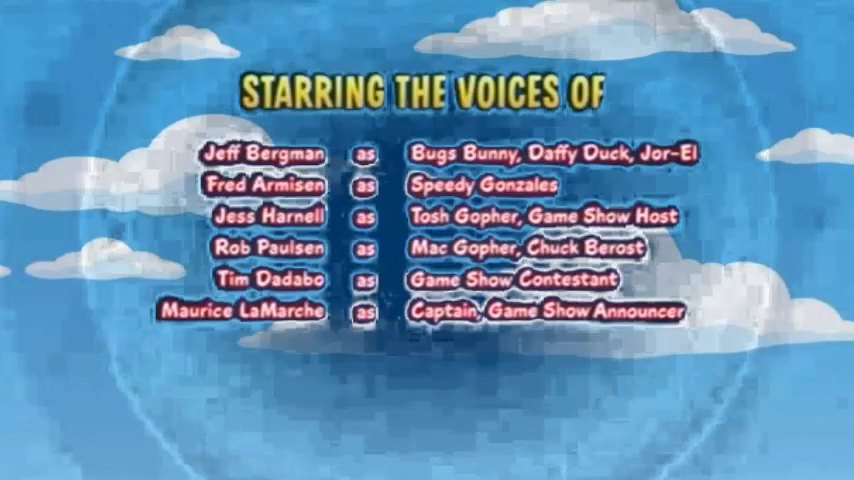 STARRING THE VOICES OF
Jeff Bergman as Bugs Bunny, Daffy Duck, Jor-El
Fred Armisen as Speedy Gonzales
Jess Harnell as Tosh Gopher, Game Show Host
Rob Paulsen as Mac Gopher, Chuck Berost
Tim Dadabo as Game Show Contestant
Maurice LaMarche as Captain, Game Show Announcer